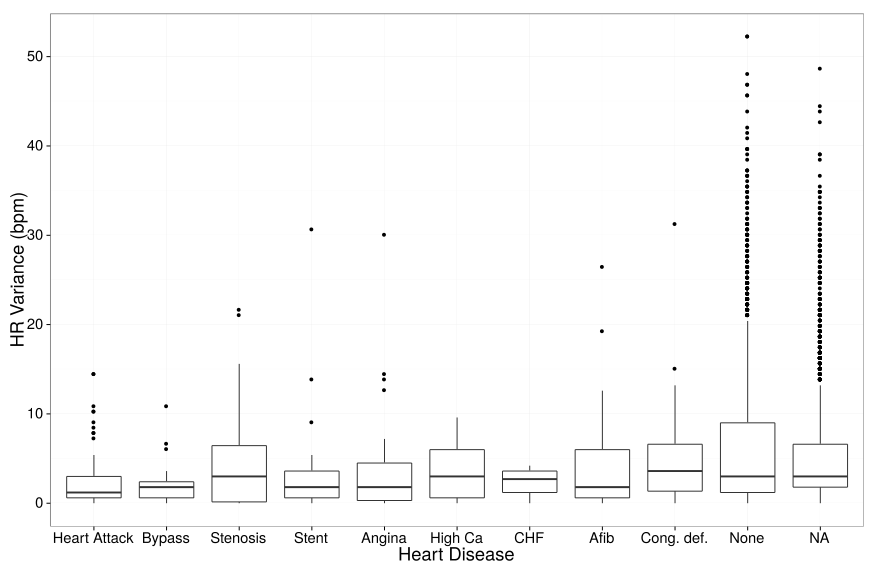 HR Variance (bpm)
50
40
30
20
10
0
Heart Attack Bypass Stenosis Stent Angina High Ca CHF Afib Cong. def. None NA
Heart Disease